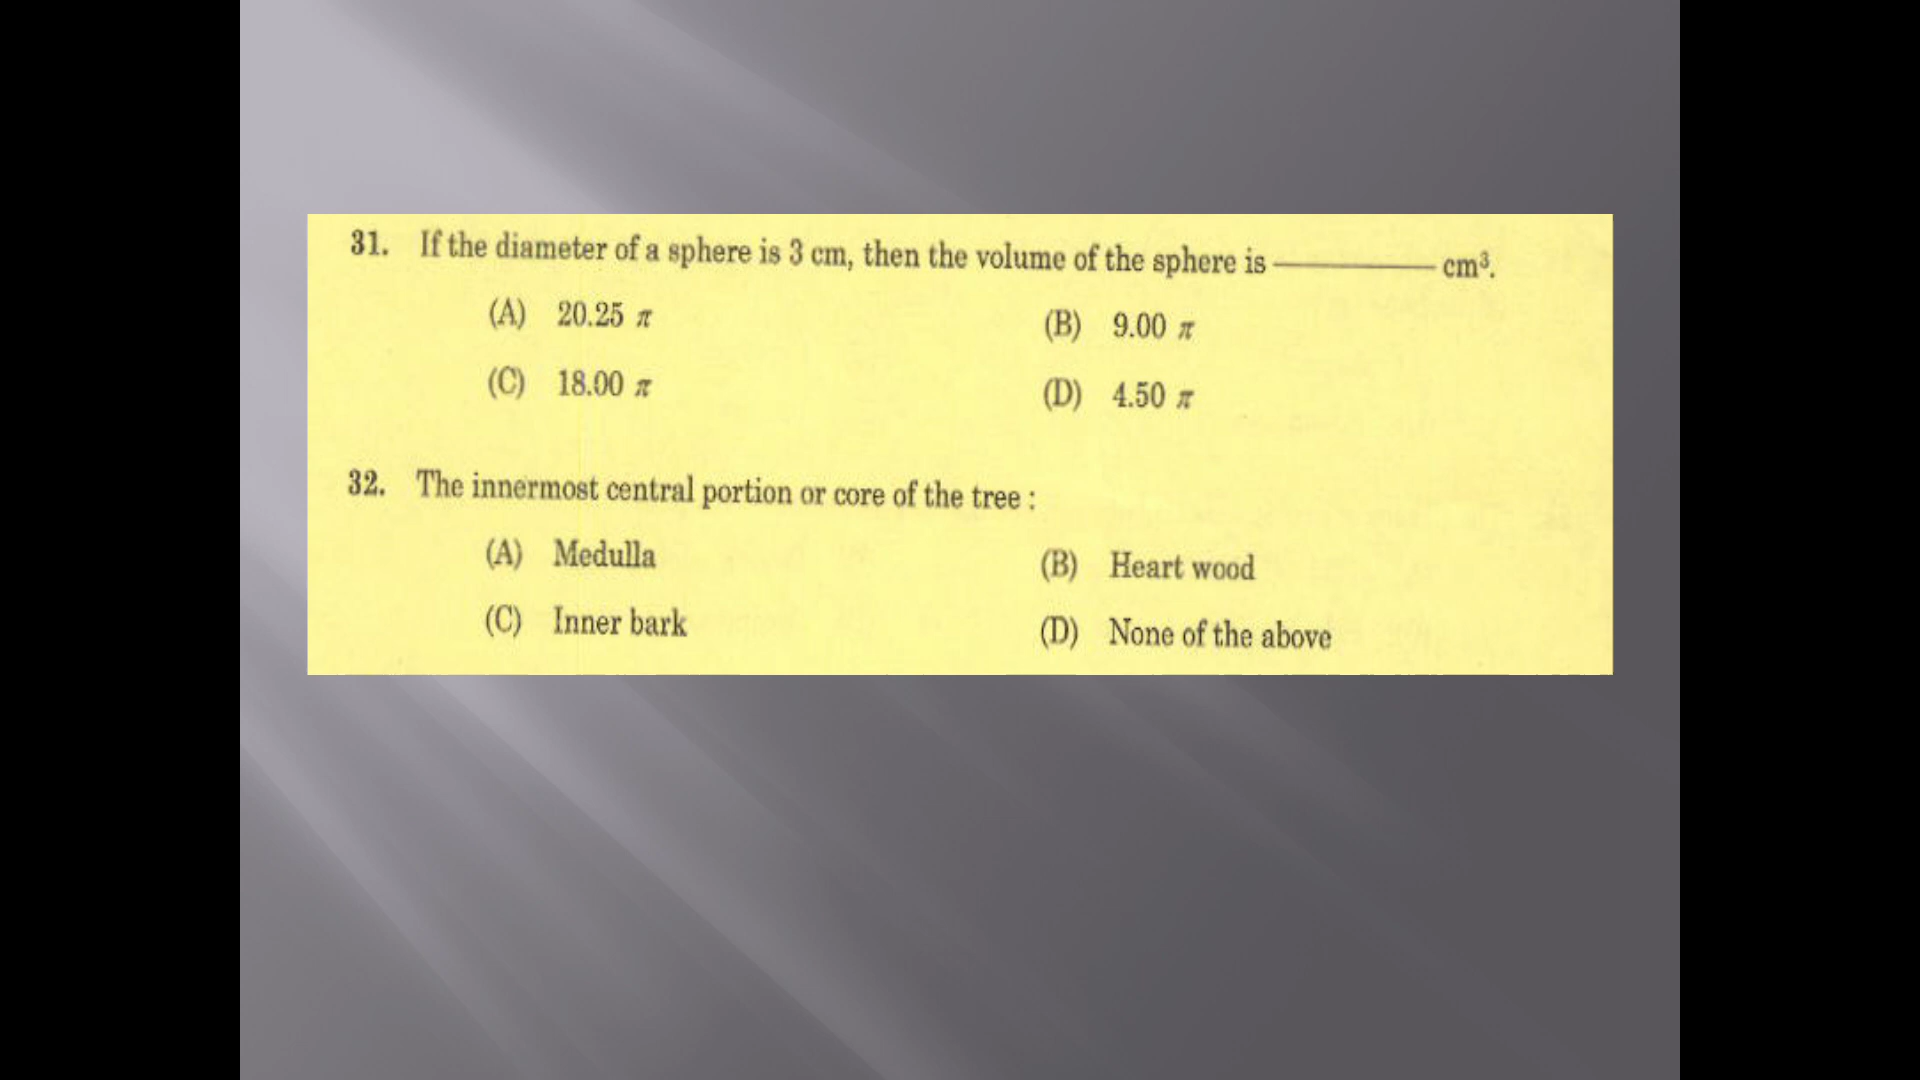 31. If the diameter of a sphere is 3 cm, then the volume of the sphere is ———— cm³.
(A) 20.25 π (B) 9.00 π
(C) 18.00 π (D) 4.50 π
32. The innermost central portion or core of the tree :
(A) Medulla (B) Heart wood
(C) Inner bark (D) None of the above